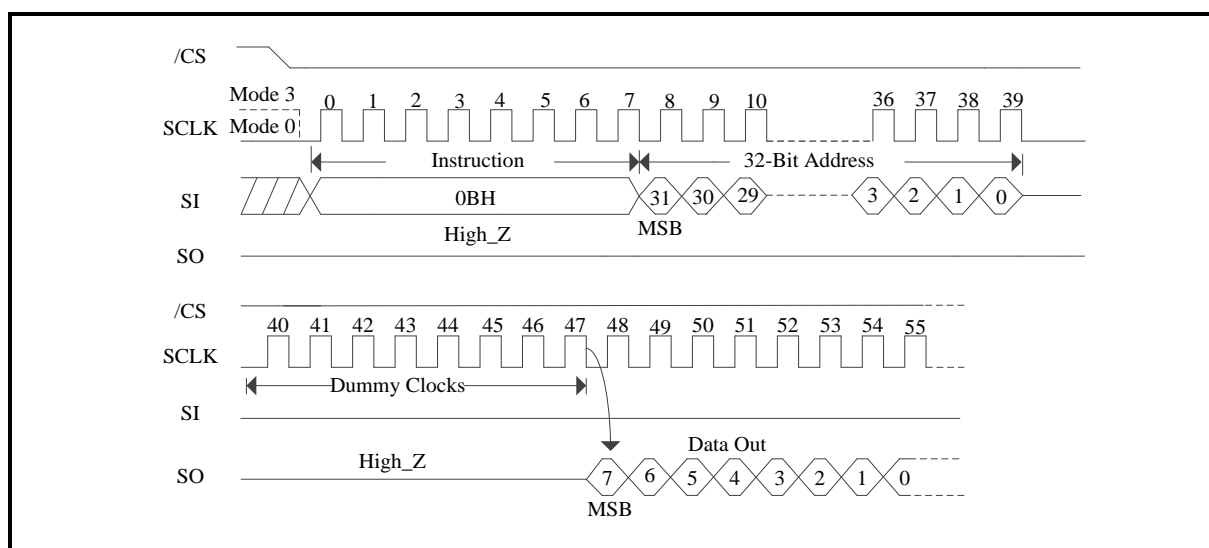 /CS
Mode 3 0 1 2 3 4 5 6 7 8 9 10 36 37 38 39
SCLK
Mode 0
Instruction 32-Bit Address
SI 0BH 31 30 29 3 2 1 0
MSB
High_Z
SO
/CS
40 41 42 43 44 45 46 47 48 49 50 51 52 53 54 55
SCLK
Dummy Clocks
SI
High_Z Data Out
SO 7 6 5 4 3 2 1 0
MSB